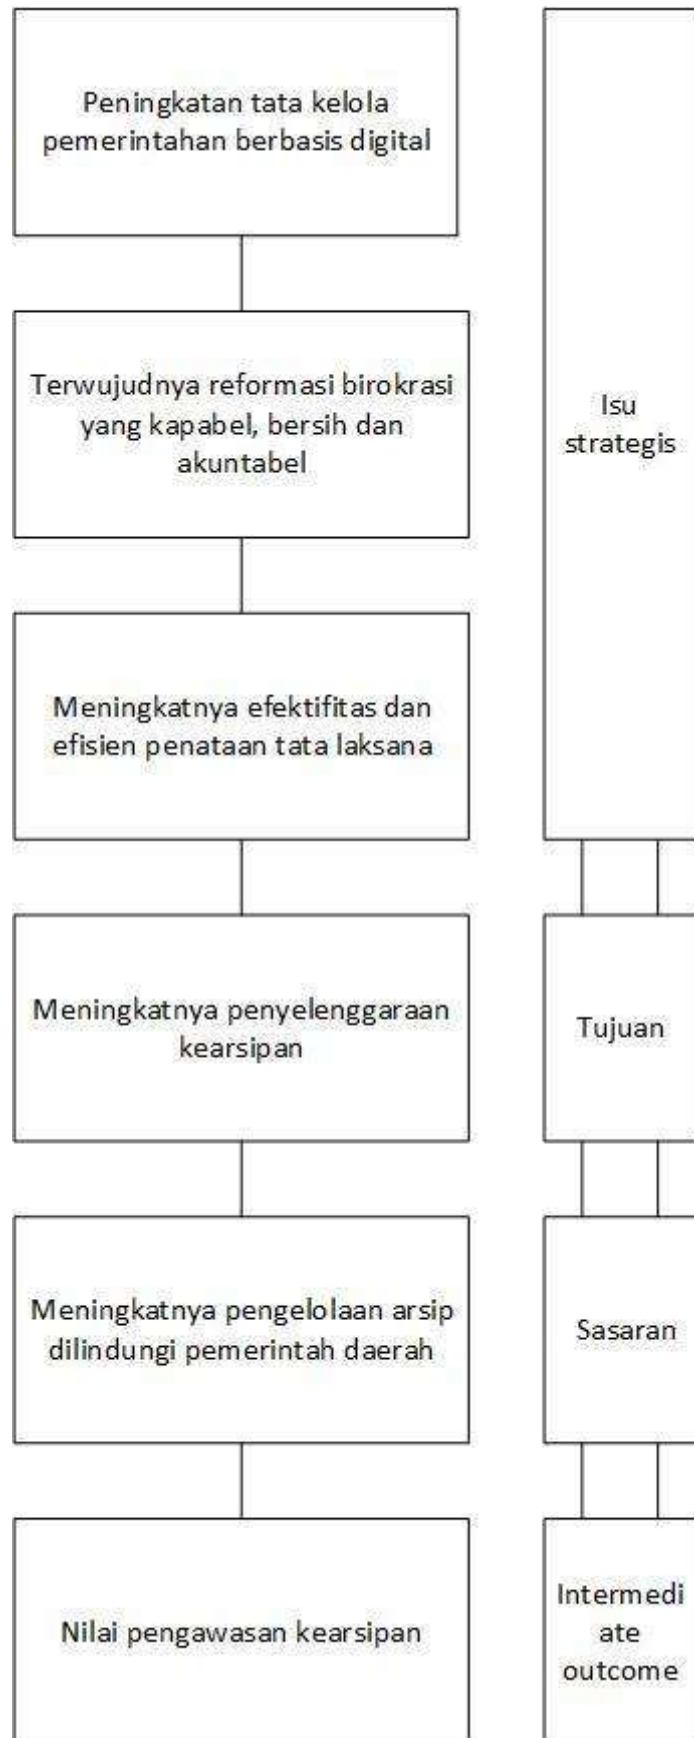 Peningkatan tata kelola
pemerintahan berbasis digital
Terwujudnya reformasi birokrasi
yang kapabel, bersih dan
akuntabel
Isu
strategis
Meningkatnya efektifitas dan
efisien penataan tata laksana
Meningkatnya penyelenggaraan
kearsipan
Tujuan
Meningkatnya pengelolaan arsip
dilindungi pemerintah daerah
Sasaran
Nilai pengawasan kearsipan
Intermedi
ate
outcome